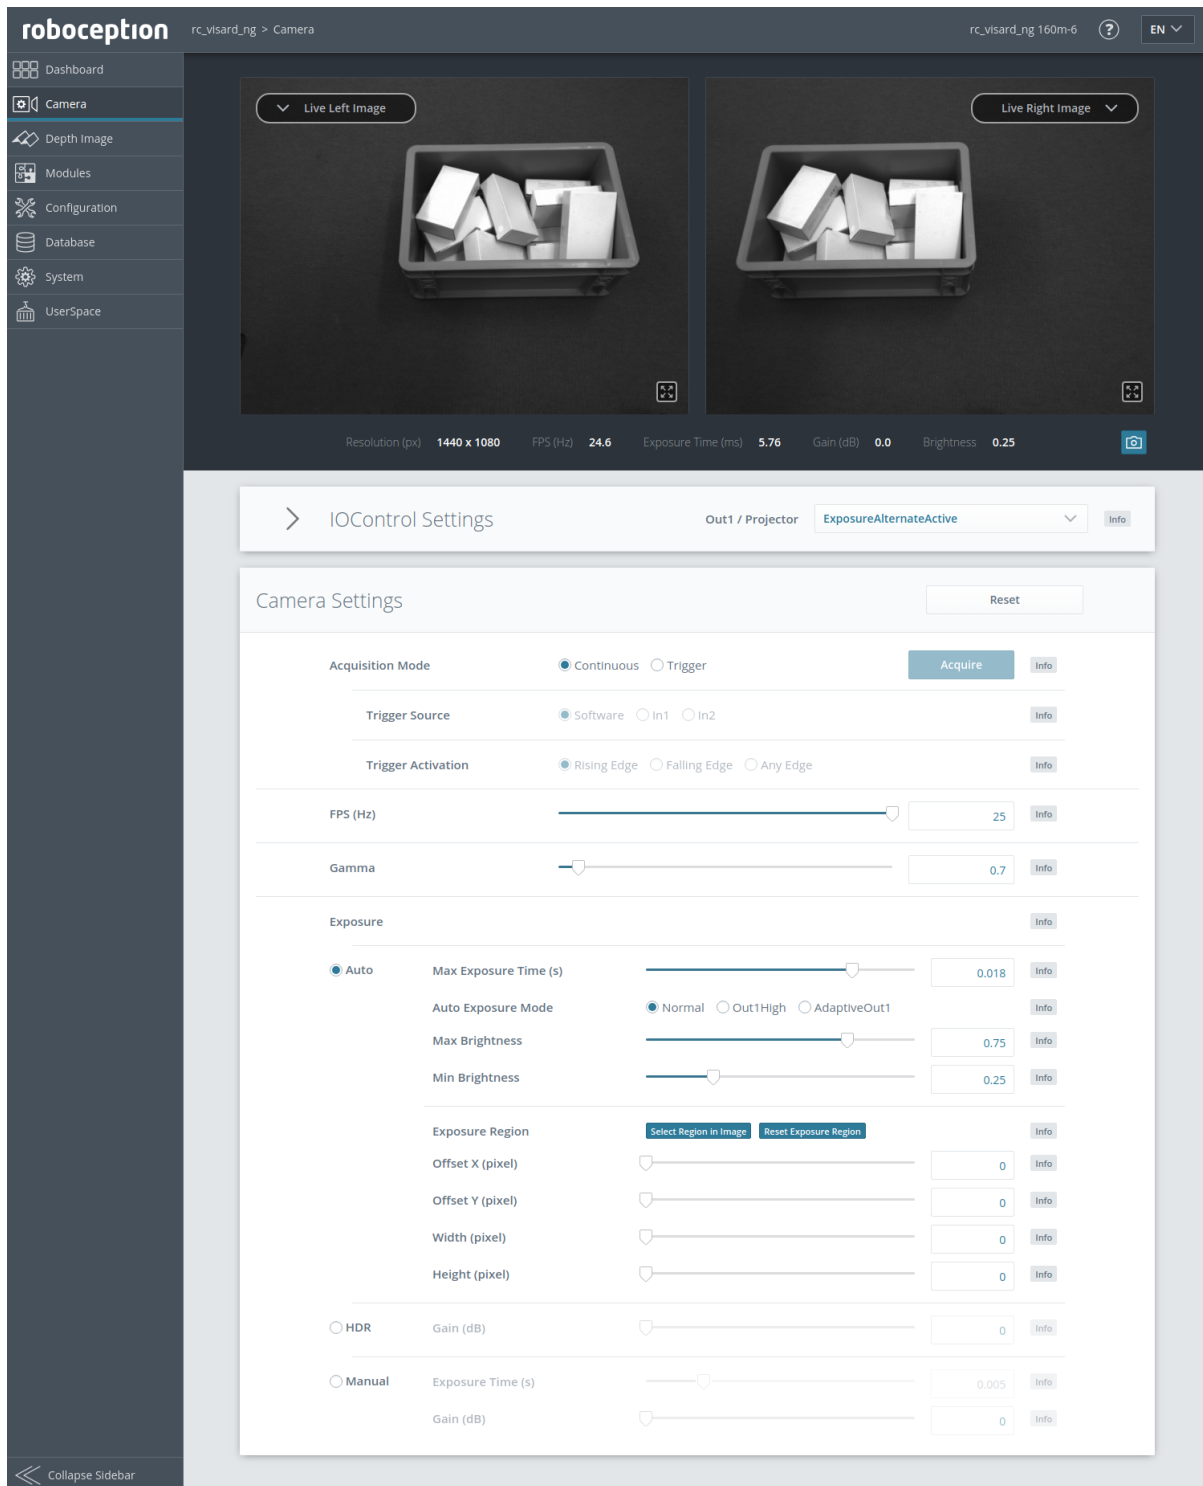 roboception rc_visard_ng > Camera rc_visard_ng 160m-6 ? EN
Dashboard
Camera
Depth Image
Modules
Configuration
Database
System
UserSpace
Live Left Image
Live Right Image
Resolution (px) 1440 x 1080 FPS (Hz) 24.6 Exposure Time (ms) 5.76 Gain (dB) 0.0 Brightness 0.25
IOControl Settings Out1 / Projector ExposureAlternateActive Info
Camera Settings Reset
Acquisition Mode Continuous Trigger Acquire Info
Trigger Source Software In1 In2 Info
Trigger Activation Rising Edge Falling Edge Any Edge Info
FPS (Hz) 25 Info
Gamma 0.7 Info
Exposure Info
Auto Max Exposure Time (s) 0.018 Info
Auto Exposure Mode Normal Out1High AdaptiveOut1 Info
Max Brightness 0.75 Info
Min Brightness 0.25 Info
Exposure Region Select Region in Image Reset Exposure Region Info
Offset X (pixel) 0 Info
Offset Y (pixel) 0 Info
Width (pixel) 0 Info
Height (pixel) 0 Info
HDR Gain (dB) 0 Info
Manual Exposure Time (s) 0.005 Info
Gain (dB) 0 Info
Collapse Sidebar